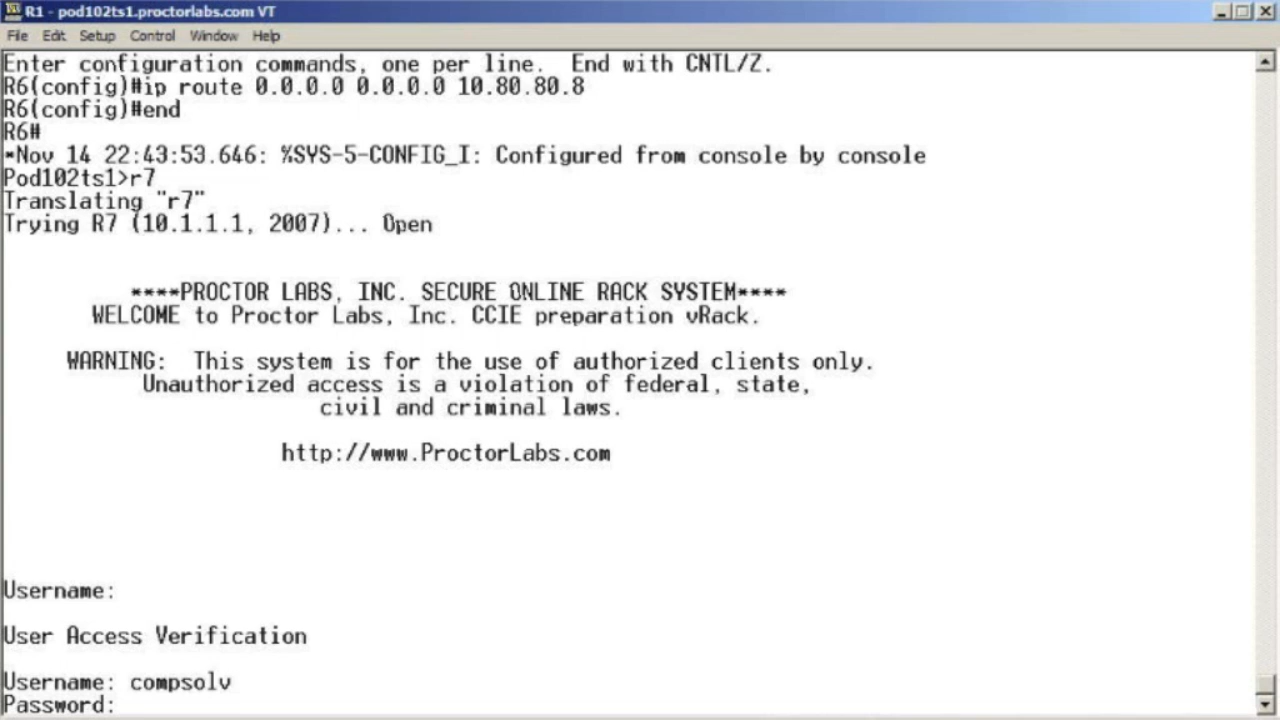 R1 - pod102ts1.proctorlabs.com VT
File Edit Setup Control Window Help
Enter configuration commands, one per line.  End with CNTL/Z.
R6(config)#ip route 0.0.0.0 0.0.0.0 10.80.80.8
R6(config)#end
R6#
*Nov 14 22:43:53.646: %SYS-5-CONFIG_I: Configured from console by console
Pod102ts1>r7
Translating "r7"
Trying R7 (10.1.1.1, 2007)... Open
****PROCTOR LABS, INC. SECURE ONLINE RACK SYSTEM****
WELCOME to Proctor Labs, Inc. CCIE preparation vRack.
WARNING:  This system is for the use of authorized clients only.
Unauthorized access is a violation of federal, state,
civil and criminal laws.
http://www.ProctorLabs.com
Username:
User Access Verification
Username: compsolv
Password: